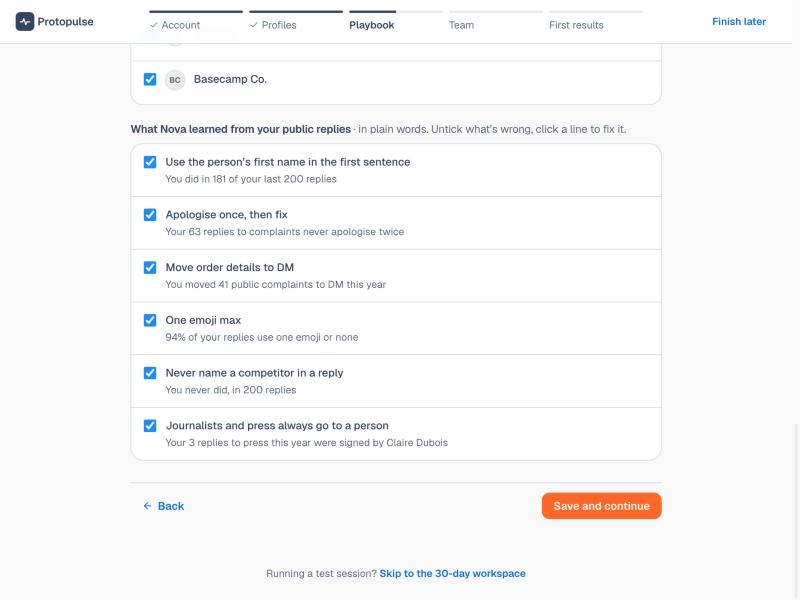 Protopulse
Account
Profiles
Playbook
Team
First results
Finish later
BC
Basecamp Co.
What Nova learned from your public replies · in plain words. Untick what's wrong, click a line to fix it.
Use the person's first name in the first sentence
You did in 181 of your last 200 replies
Apologise once, then fix
Your 63 replies to complaints never apologise twice
Move order details to DM
You moved 41 public complaints to DM this year
One emoji max
94% of your replies use one emoji or none
Never name a competitor in a reply
You never did, in 200 replies
Journalists and press always go to a person
Your 3 replies to press this year were signed by Claire Dubois
← Back
Save and continue
Running a test session? Skip to the 30-day workspace